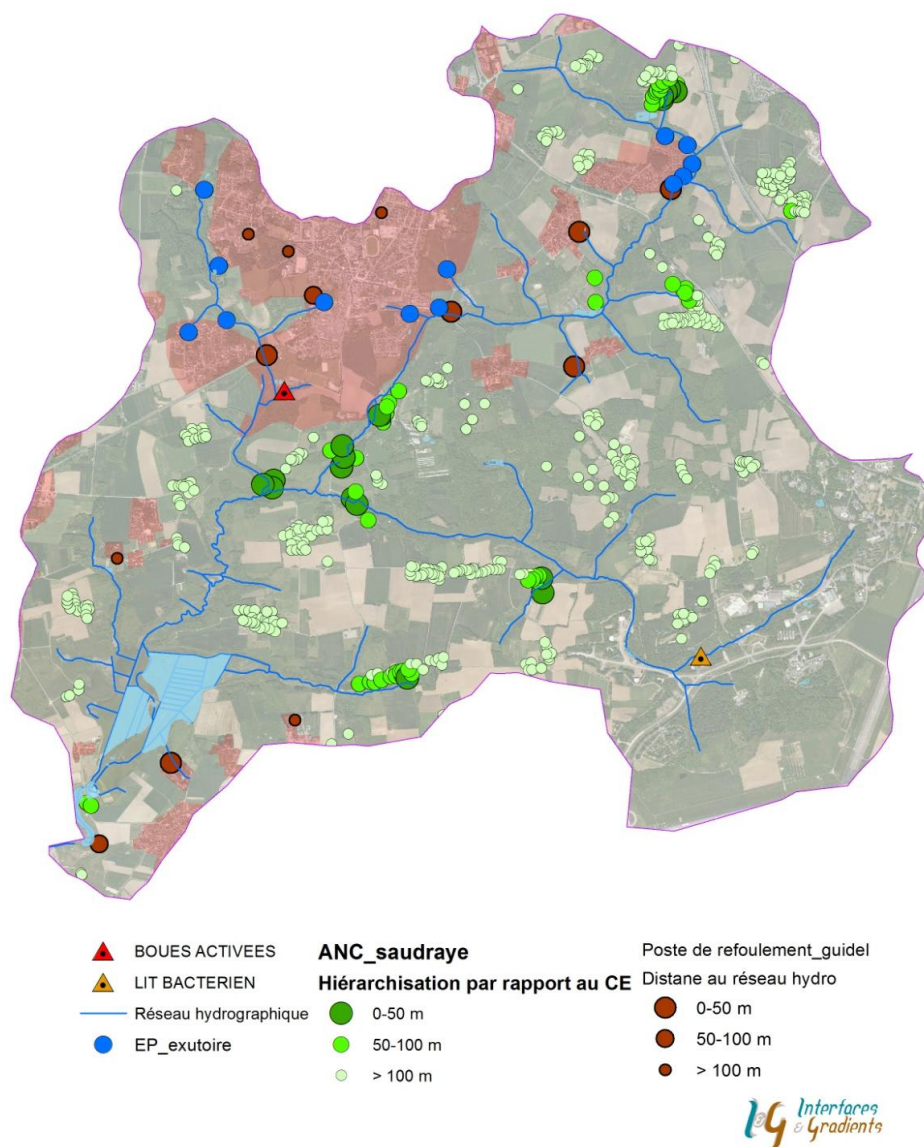 BOUES ACTIVEES
LIT BACTERIEN
Réseau hydrographique
EP_exutoire
ANC_saudraye
Hiérarchisation par rapport au CE
0-50 m
50-100 m
> 100 m
Poste de refoulement_guidel
Distane au réseau hydro
0-50 m
50-100 m
> 100 m
I&G Interfaces
& Gradients